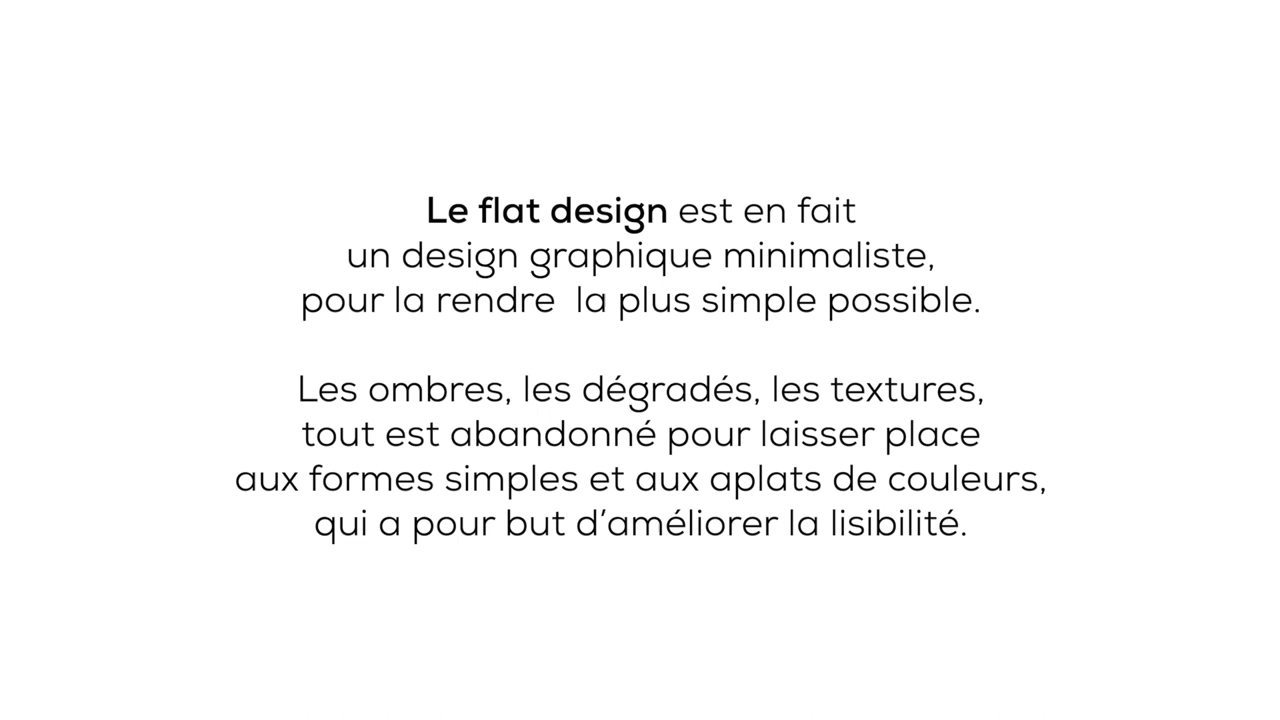 Le flat design est en fait
un design graphique minimaliste,
pour la rendre  la plus simple possible.
Les ombres, les dégradés, les textures,
tout est abandonné pour laisser place
aux formes simples et aux aplats de couleurs,
qui a pour but d’améliorer la lisibilité.